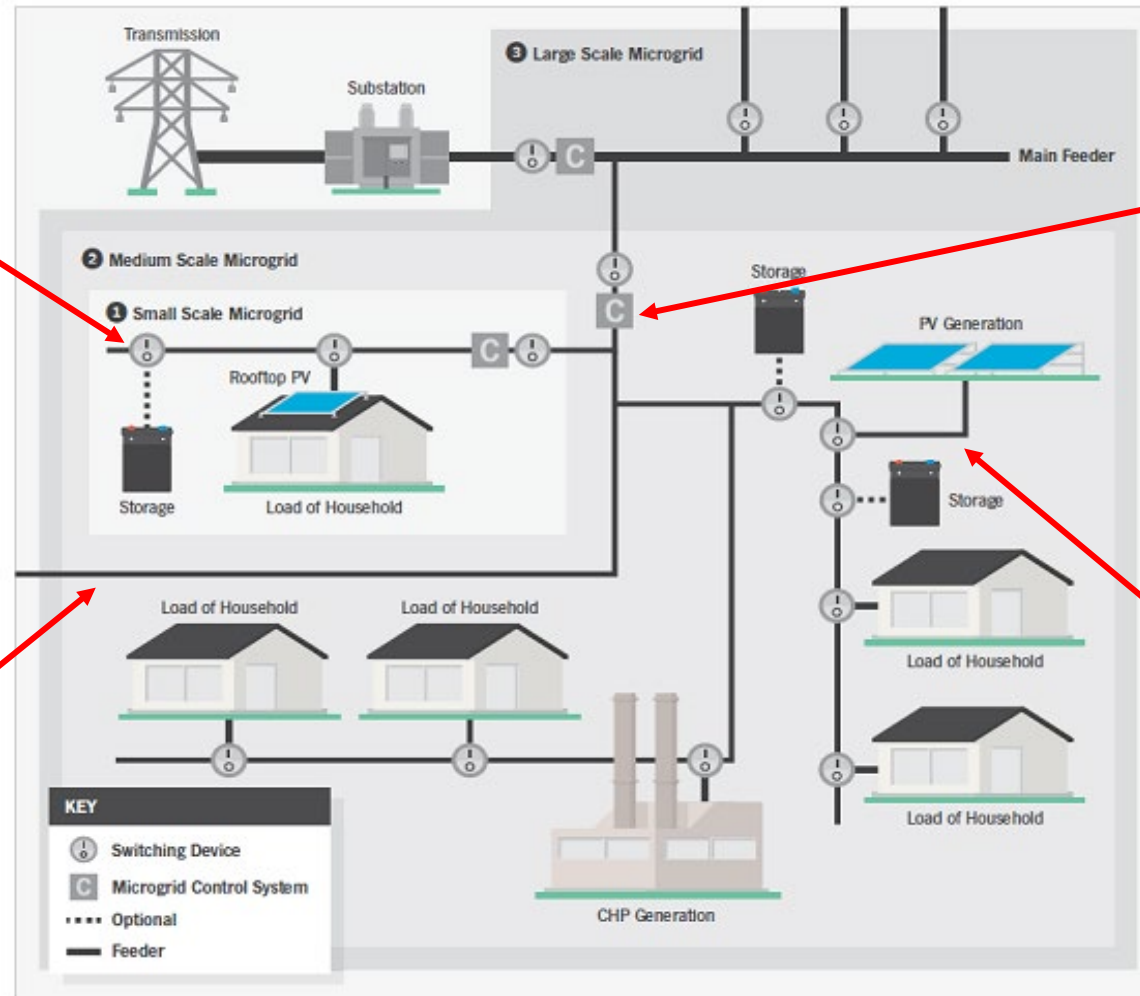 Transmission
Substation
❸ Large Scale Microgrid
C
Main Feeder
❷ Medium Scale Microgrid
❶ Small Scale Microgrid
C
Storage
PV Generation
C
Rooftop PV
Storage
Load of Household
Storage
Load of Household
Load of Household
Load of Household
Load of Household
CHP Generation
KEY
Switching Device
C Microgrid Control System
Optional
Feeder